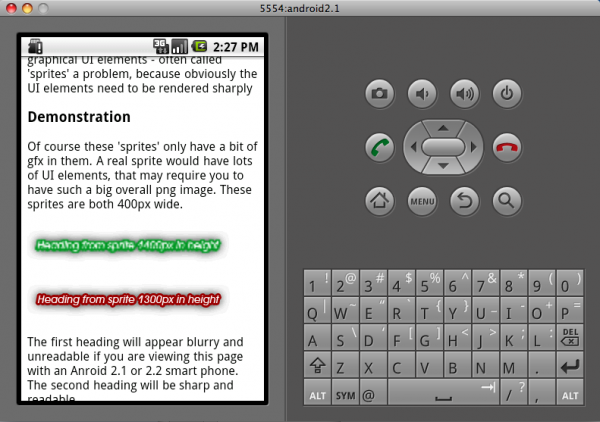 5554:android2.1
3G 2:27 PM
graphical UI elements - often called
'sprites' a problem, because obviously the
UI elements need to be rendered sharply
Demonstration
Of course these 'sprites' only have a bit of
gfx in them. A real sprite would have lots
of UI elements, that may require you to
have such a big overall png image. These
sprites are both 400px wide.
Heading from sprite 1400px in height
Heading from sprite 1300px in height
The first heading will appear blurry and
unreadable if you are viewing this page
with an Anroid 2.1 or 2.2 smart phone.
The second heading will be sharp and
readable
MENU
1 ! 2 @ 3 # 4 $ 5 % 6 ^ 7 & 8 * 9 ( 0 )
Q | W ~ E " R ` T { Y } U _ I - O + P =
A S \ D ' F [ G ] H < J > K ; L : DEL
Z X C V B N M .
ALT SYM @ / ? , ALT